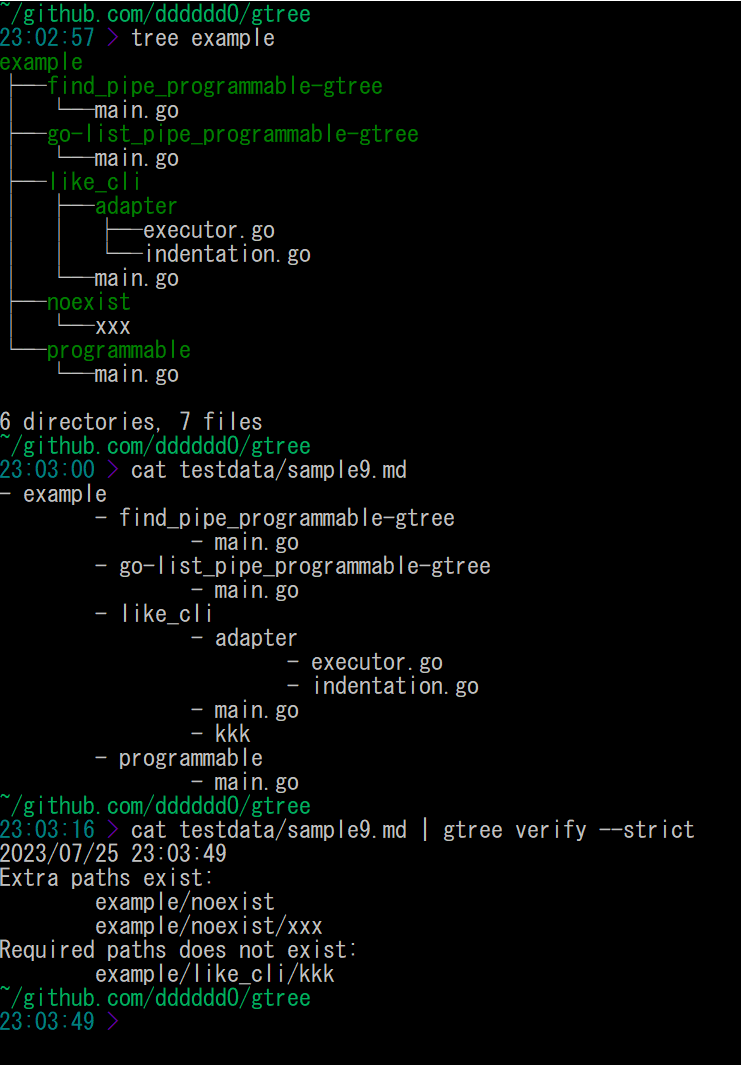 ~/github.com/ddddddO/gtree
23:02:57 > tree example
example
├──find_pipe_programmable-gtree
│   └──main.go
├──go-list_pipe_programmable-gtree
│   └──main.go
├──like_cli
│   ├──adapter
│   │   ├──executor.go
│   │   └──indentation.go
│   └──main.go
├──noexist
│   └──xxx
└──programmable
    └──main.go

6 directories, 7 files
~/github.com/ddddddO/gtree
23:03:00 > cat testdata/sample9.md
- example
        - find_pipe_programmable-gtree
                - main.go
        - go-list_pipe_programmable-gtree
                - main.go
        - like_cli
                - adapter
                        - executor.go
                        - indentation.go
                - main.go
                - kkk
        - programmable
                - main.go
~/github.com/ddddddO/gtree
23:03:16 > cat testdata/sample9.md | gtree verify --strict
2023/07/25 23:03:49
Extra paths exist:
        example/noexist
        example/noexist/xxx
Required paths does not exist:
        example/like_cli/kkk
~/github.com/ddddddO/gtree
23:03:49 >